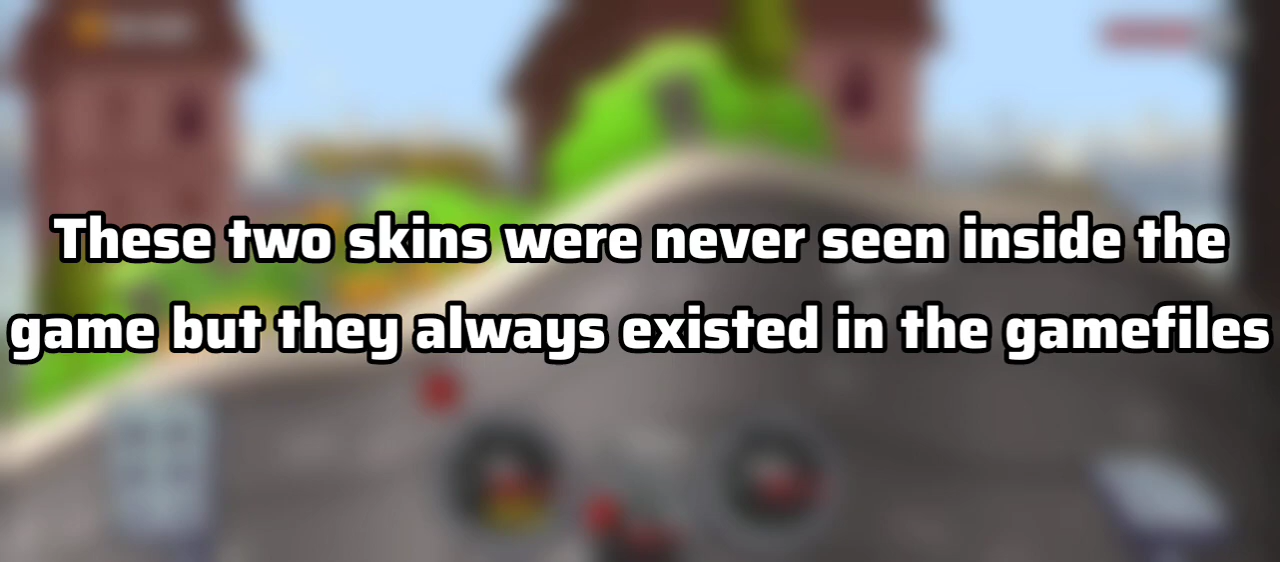 These two skins were never seen inside the
game but they always existed in the gamefiles